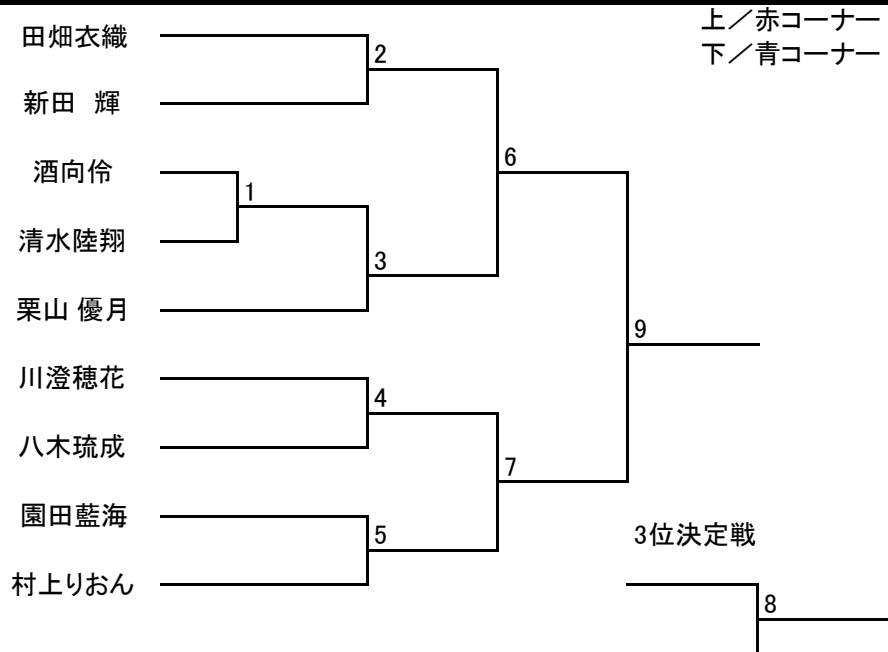 上／赤コーナー
下／青コーナー
田畑衣織
2
新田　輝
6
酒向伶
1
清水陸翔
3
栗山 優月
9
川澄穂花
4
八木琉成
7
園田藍海
5
3位決定戦
村上りおん
8